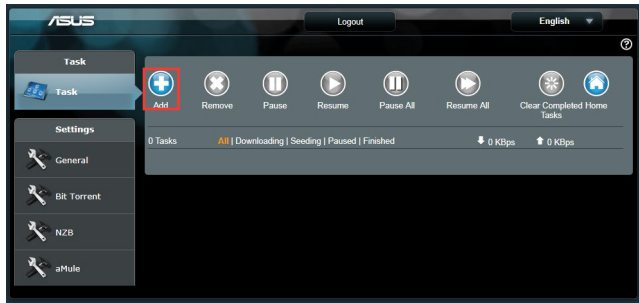 ASUS
Logout
English
?
Task
Task
Settings
General
Bit Torrent
NZB
aMule
Add
Remove
Pause
Resume
Pause All
Resume All
Clear Completed Tasks
Home
0 Tasks
All | Downloading | Seeding | Paused | Finished
0 KBps
0 KBps